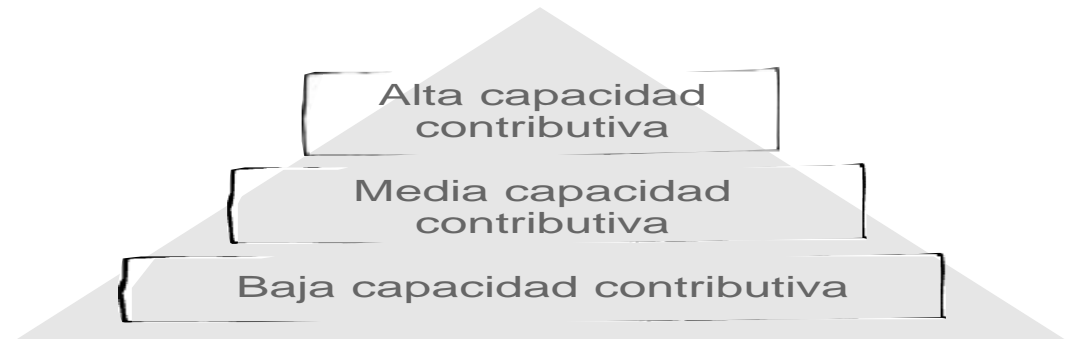 Alta capacidad
contributiva
Media capacidad
contributiva
Baja capacidad contributiva